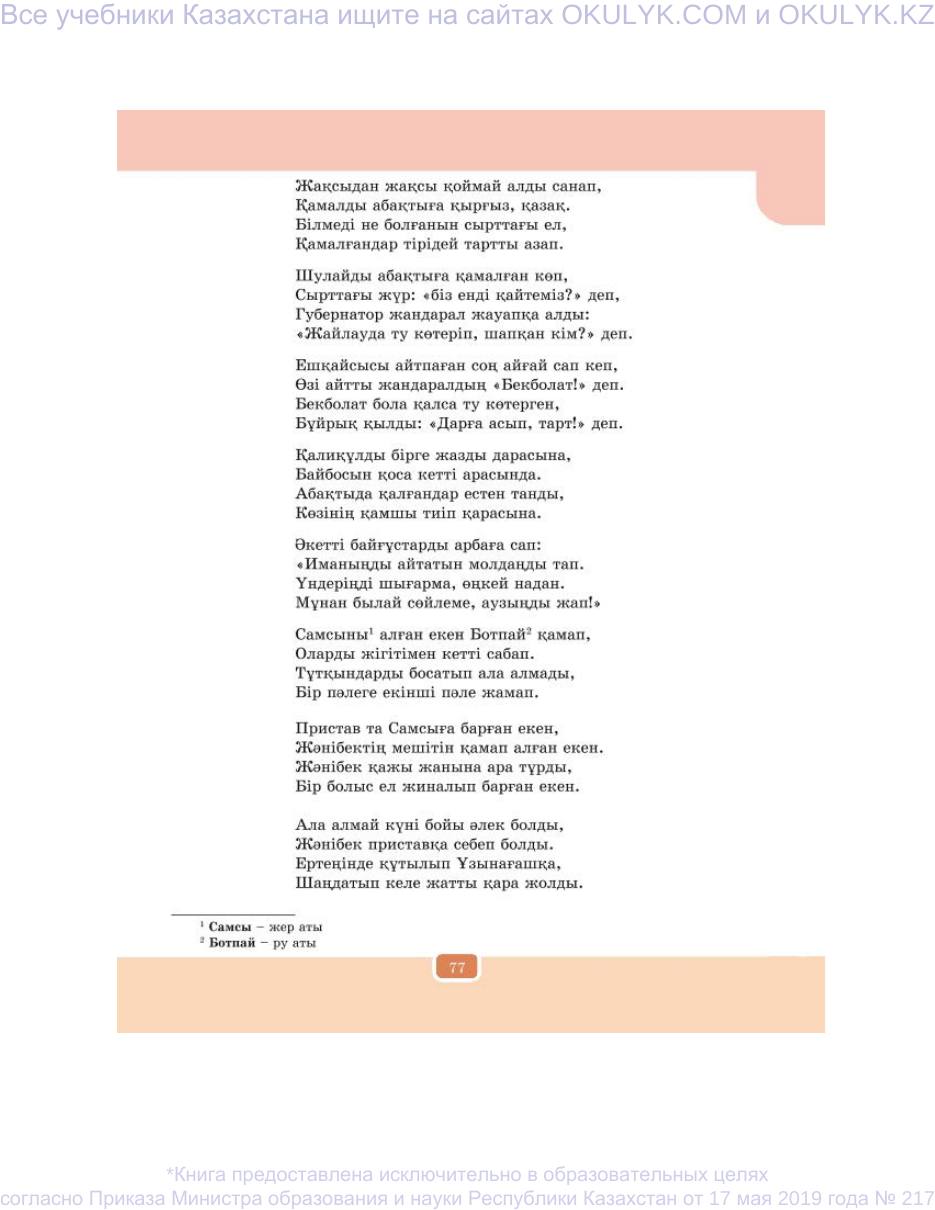 Все учебники Казахстана ищите на сайтах OKULYK.COM и OKULYK.KZ
Жақсыдан жақсы қоймай алды санап,
Қамалды абақтыға қырғыз, қазақ.
Білмеді не болғанын сырттағы ел,
Қамалғандар тірідей тартты азап.
Шулайды абақтыға қамалған көп,
Сырттағы жүр: «біз енді қайтеміз?» деп,
Губернатор жандарал жауапқа алды:
«Жайлауда ту көтеріп, шапқан кім?» деп.
Ешқайсысы айтпаған соң айғай сап кеп,
Өзі айтты жандаралдың «Бекболат!» деп.
Бекболат бола қалса ту көтерген,
Бұйрық қылды: «Дарға асып, тарт!» деп.
Қалиқұлды бірге жазды дарасына,
Байбосын қоса кетті арасында.
Абақтыда қалғандар естен танды,
Көзінің қамшы тиіп қарасына.
Әкетті байғұстарды арбаға сап:
«Иманыңды айтатын молдаңды тап.
Үндеріңді шығарма, өңкей надан.
Мұнан былай сөйлеме, аузыңды жап!»
Самсыны¹ алған екен Ботпай² қамап,
Оларды жігітімен кетті сабап.
Тұтқындарды босатып ала алмады,
Бір пәлеге екінші пәле жамап.
Пристав та Самсыға барған екен,
Жәнібектің мешітін қамап алған екен.
Жәнібек қажы жанына ара тұрды,
Бір болыс ел жиналып барған екен.
Ала алмай күні бойы әлек болды,
Жәнібек приставқа себеп болды.
Ертеңінде құтылып Ұзынағашқа,
Шаңдатып келе жатты қара жолды.
¹ Самсы – жер аты
² Ботпай – ру аты
77
*Книга предоставлена исключительно в образовательных целях
согласно Приказа Министра образования и науки Республики Казахстан от 17 мая 2019 года № 217